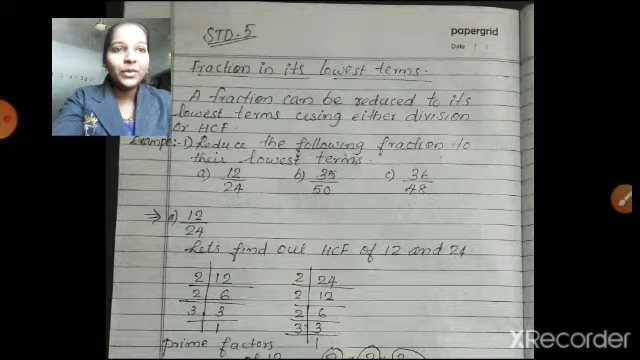 STD. 5
papergrid
Date: / /
Fraction in its lowest terms.
A fraction can be reduced to its
lowest terms using either division
or HCF.
Example:-1) Reduce the following fraction to
their lowest terms.
a) 12/24 b) 35/50 c) 36/48
⇒ a) 12/24
Let's find out HCF of 12 and 24.
2 | 12 2 | 24
2 | 6 2 | 12
3 | 3 2 | 6
1 3 | 3
1
prime factors
of 12
XRecorder